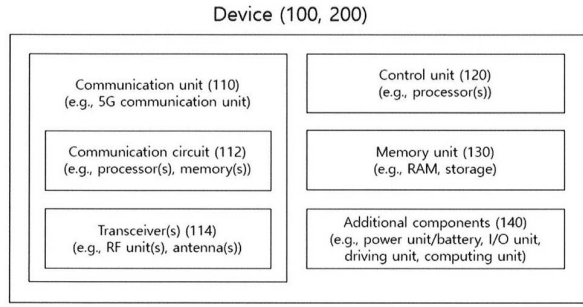 Device (100, 200)
Communication unit (110)
(e.g., 5G communication unit)
Communication circuit (112)
(e.g., processor(s), memory(s))
Transceiver(s) (114)
(e.g., RF unit(s), antenna(s))
Control unit (120)
(e.g., processor(s))
Memory unit (130)
(e.g., RAM, storage)
Additional components (140)
(e.g., power unit/battery, I/O unit,
driving unit, computing unit)